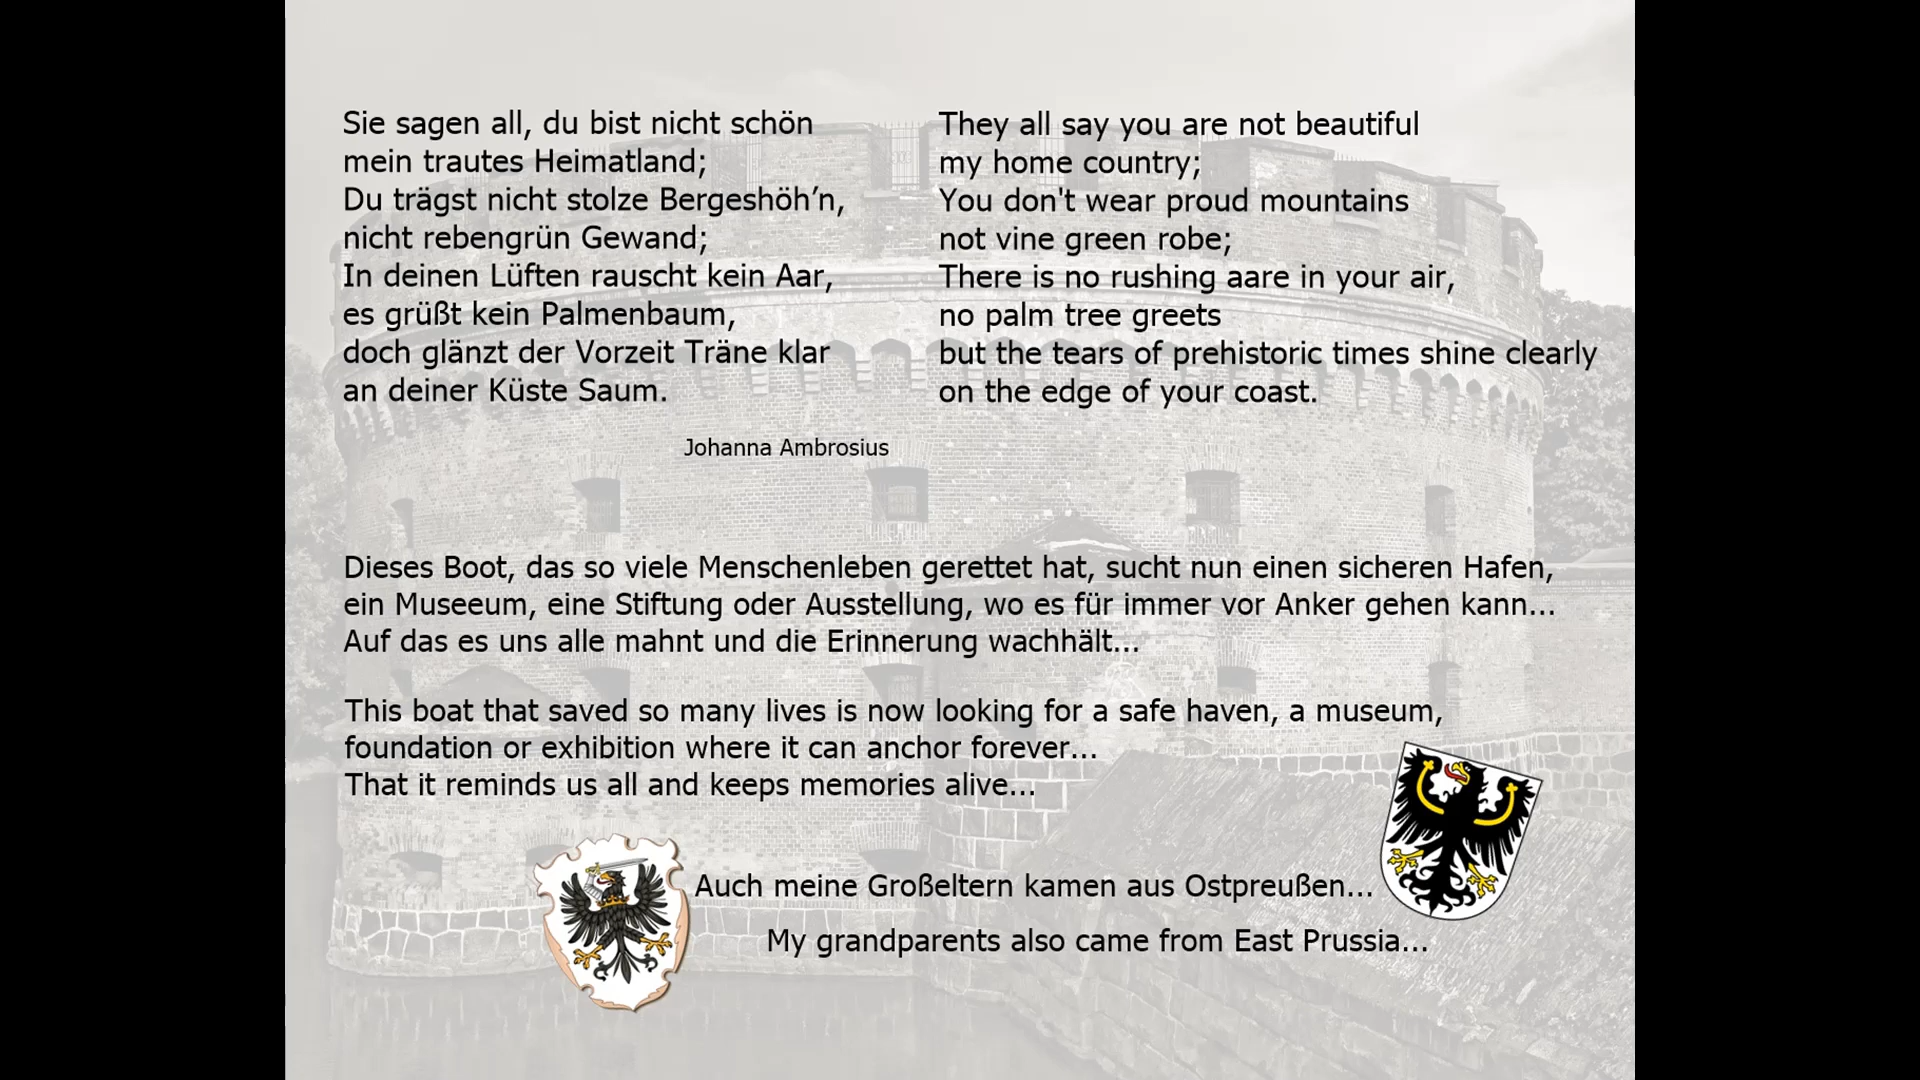 Sie sagen all, du bist nicht schön
mein trautes Heimatland;
Du trägst nicht stolze Bergeshöh’n,
nicht rebengrün Gewand;
In deinen Lüften rauscht kein Aar,
es grüßt kein Palmenbaum,
doch glänzt der Vorzeit Träne klar
an deiner Küste Saum.
They all say you are not beautiful
my home country;
You don't wear proud mountains
not vine green robe;
There is no rushing aare in your air,
no palm tree greets
but the tears of prehistoric times shine clearly
on the edge of your coast.
Johanna Ambrosius
Dieses Boot, das so viele Menschenleben gerettet hat, sucht nun einen sicheren Hafen,
ein Museeum, eine Stiftung oder Ausstellung, wo es für immer vor Anker gehen kann...
Auf das es uns alle mahnt und die Erinnerung wachhält...
This boat that saved so many lives is now looking for a safe haven, a museum,
foundation or exhibition where it can anchor forever...
That it reminds us all and keeps memories alive...
Auch meine Großeltern kamen aus Ostpreußen...
My grandparents also came from East Prussia...